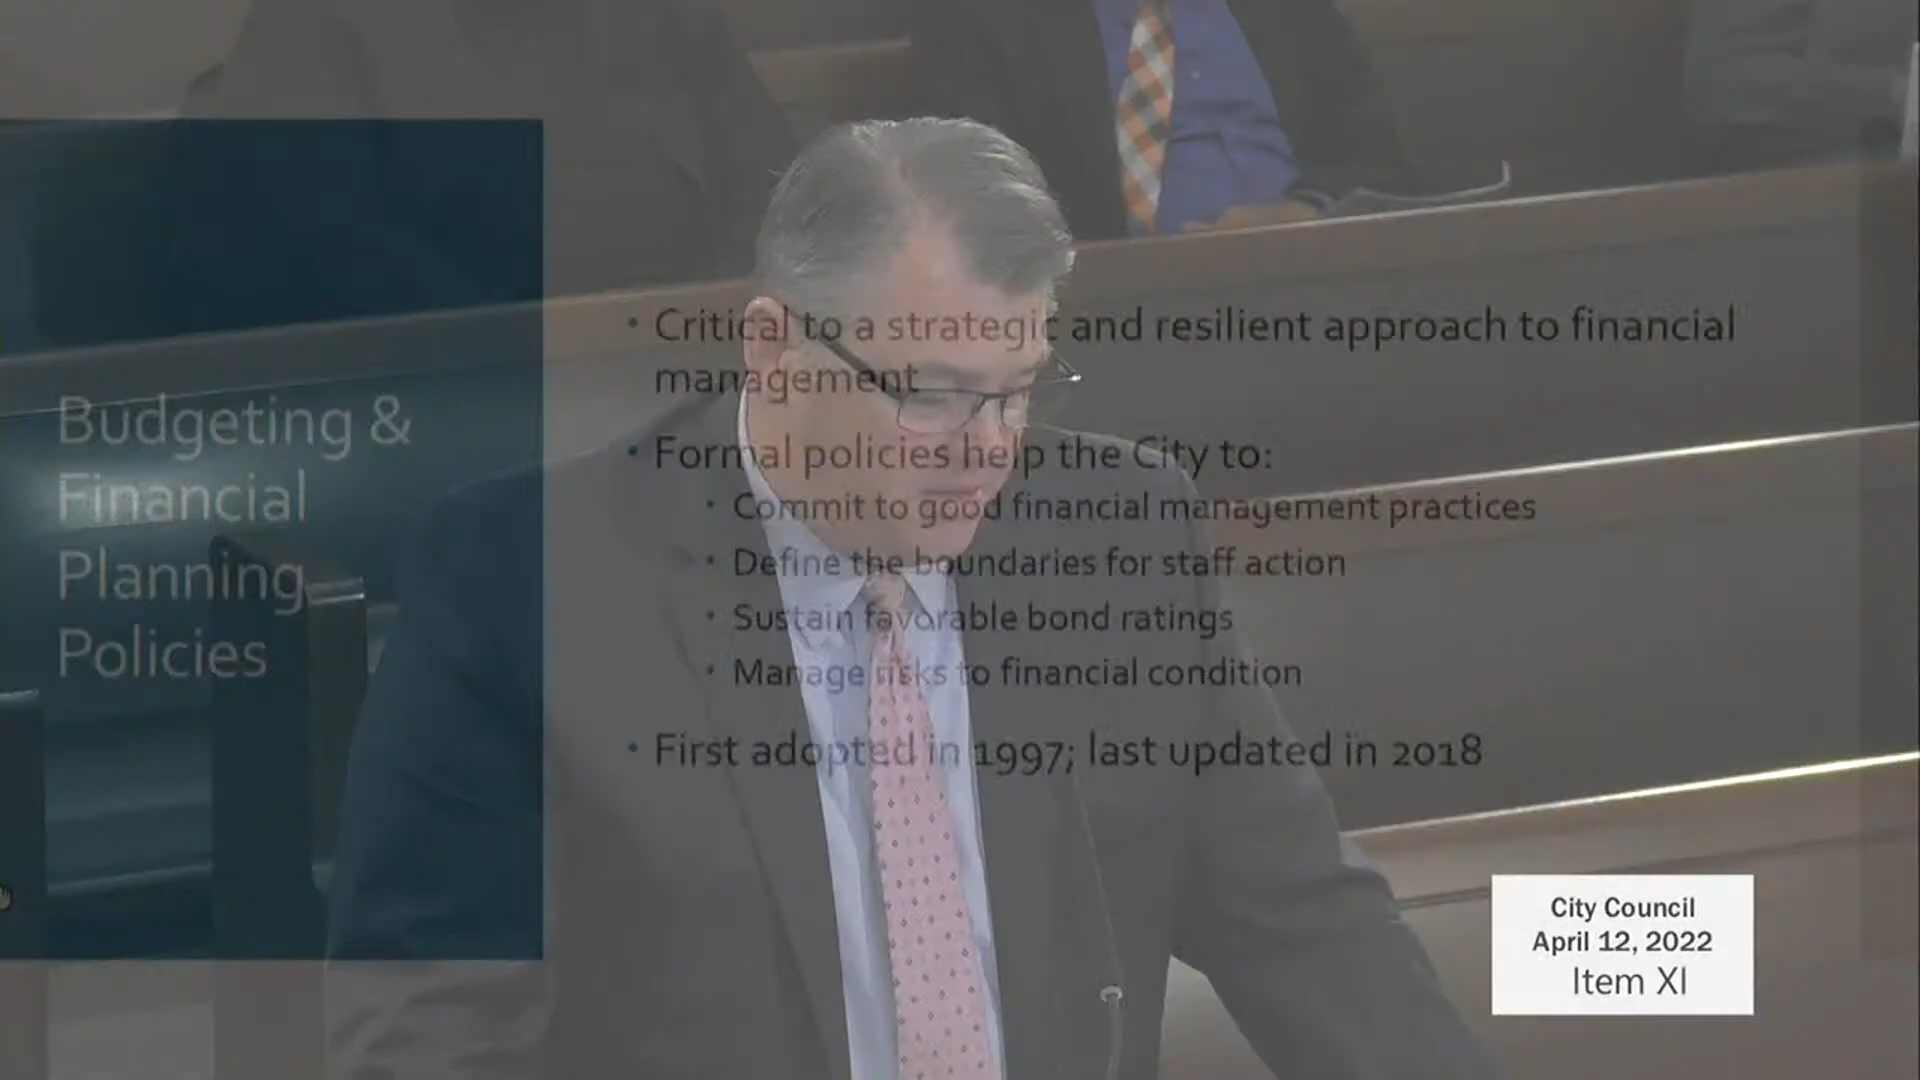 Budgeting &
Financial
Planning
Policies
• Critical to a strategic and resilient approach to financial
management
• Formal policies help the City to:
• Commit to good financial management practices
• Define the boundaries for staff action
• Sustain favorable bond ratings
• Manage risks to financial condition
• First adopted in 1997; last updated in 2018
City Council
April 12, 2022
Item XI